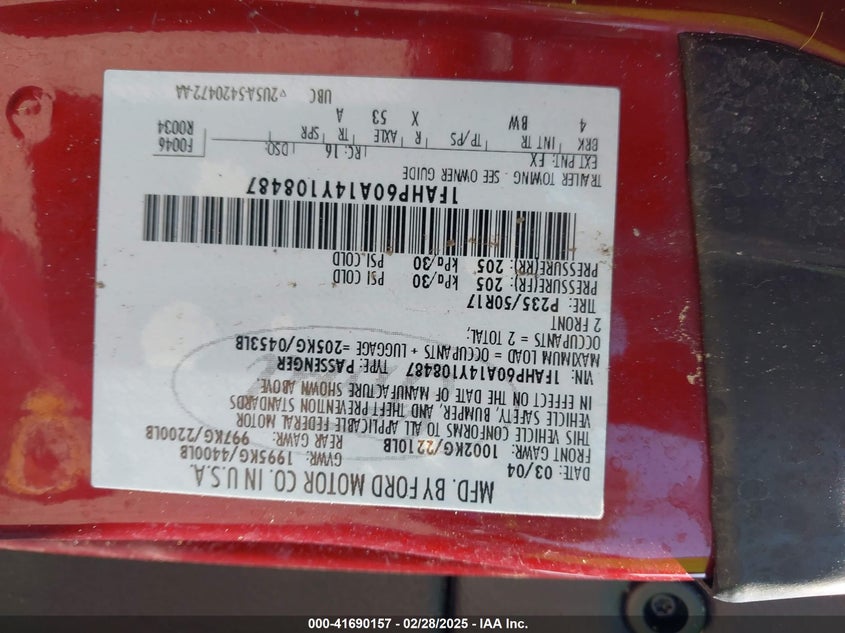 MFD. BY FORD MOTOR CO. IN U.S.A.
DATE: 03/04 GVWR: 1995KG/4400LB
FRONT GAWR: 1002KG/2210LB REAR GAWR: 997KG/2200LB
THIS VEHICLE CONFORMS TO ALL APPLICABLE FEDERAL MOTOR
VEHICLE SAFETY, BUMPER, AND THEFT PREVENTION STANDARDS
IN EFFECT ON THE DATE OF MANUFACTURE SHOWN ABOVE.
VIN: 1FAHP60A14Y108487 TYPE: PASSENGER
MAXIMUM LOAD = OCCUPANTS + LUGGAGE = 205KG/0453LB
OCCUPANTS = 2 TOTAL,
2 FRONT
TIRE: P235/50R17
PRESSURE(FR): 205 kPa/30 PSI COLD
PRESSURE(RR): 205 kPa/30 PSI COLD
1FAHP60A14Y108487
TRAILER TOWING - SEE OWNER GUIDE
EXT PNT: FX RC: 16 DSO: F0046
BRK INT TR TP/PS R AXLE TR SPR R0034
4 BW X 53 A
UBC ▽2U5A-5420472-AA
000-41690157 - 02/28/2025 - IAA Inc.